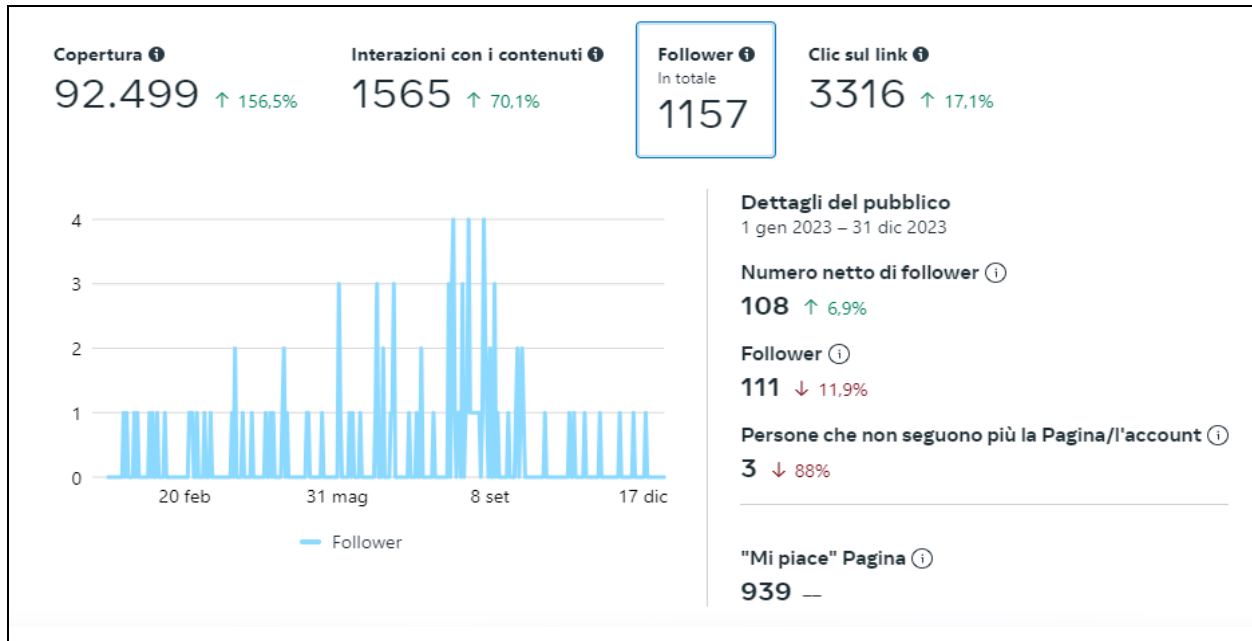 Copertura
92.499 ↑ 156,5%
Interazioni con i contenuti
1565 ↑ 70,1%
Follower
In totale
1157
Clic sul link
3316 ↑ 17,1%
4
3
2
1
0
20 feb 31 mag 8 set 17 dic
Follower
Dettagli del pubblico
1 gen 2023 – 31 dic 2023
Numero netto di follower
108 ↑ 6,9%
Follower
111 ↓ 11,9%
Persone che non seguono più la Pagina/l'account
3 ↓ 88%
"Mi piace" Pagina
939 --